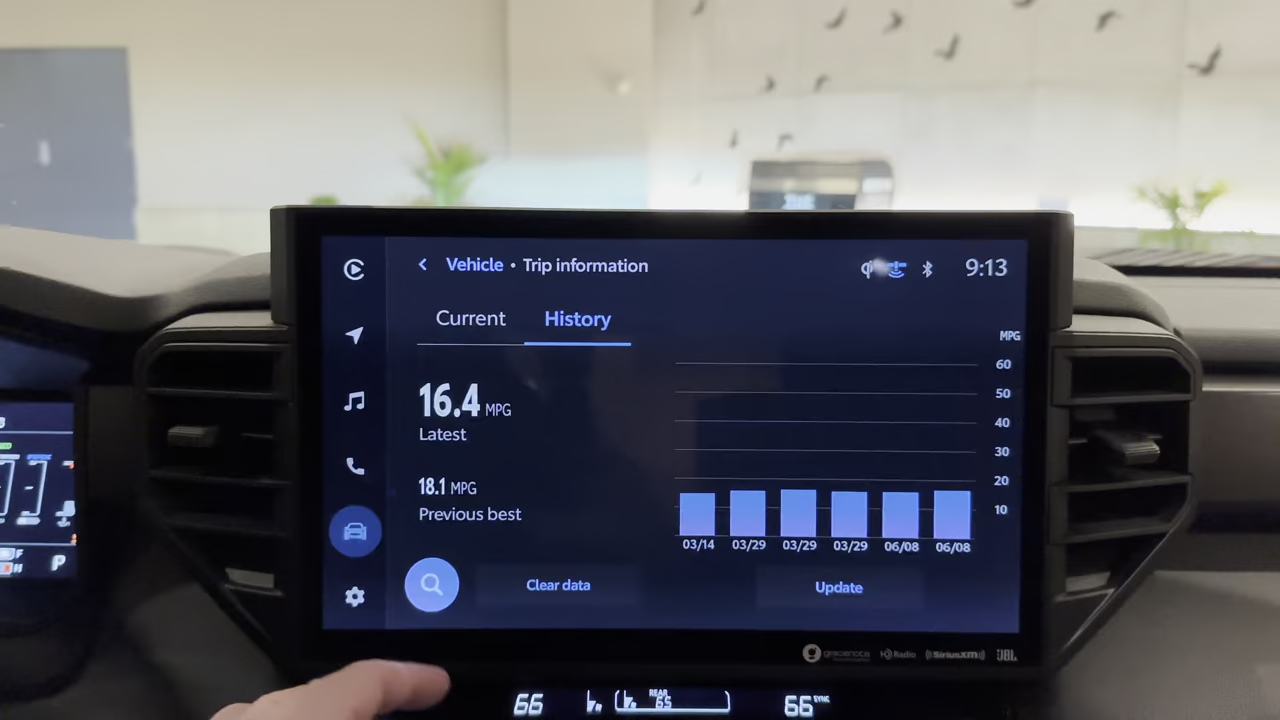 Vehicle • Trip information
9:13
Current
History
MPG
60
50
40
30
20
10
16.4 MPG
Latest
18.1 MPG
Previous best
03/14 03/29 03/29 03/29 06/08 06/08
Clear data
Update
gracenote
HD Radio
SiriusXM
JBL
F
H
P
66
REAR
65
66 SYNC